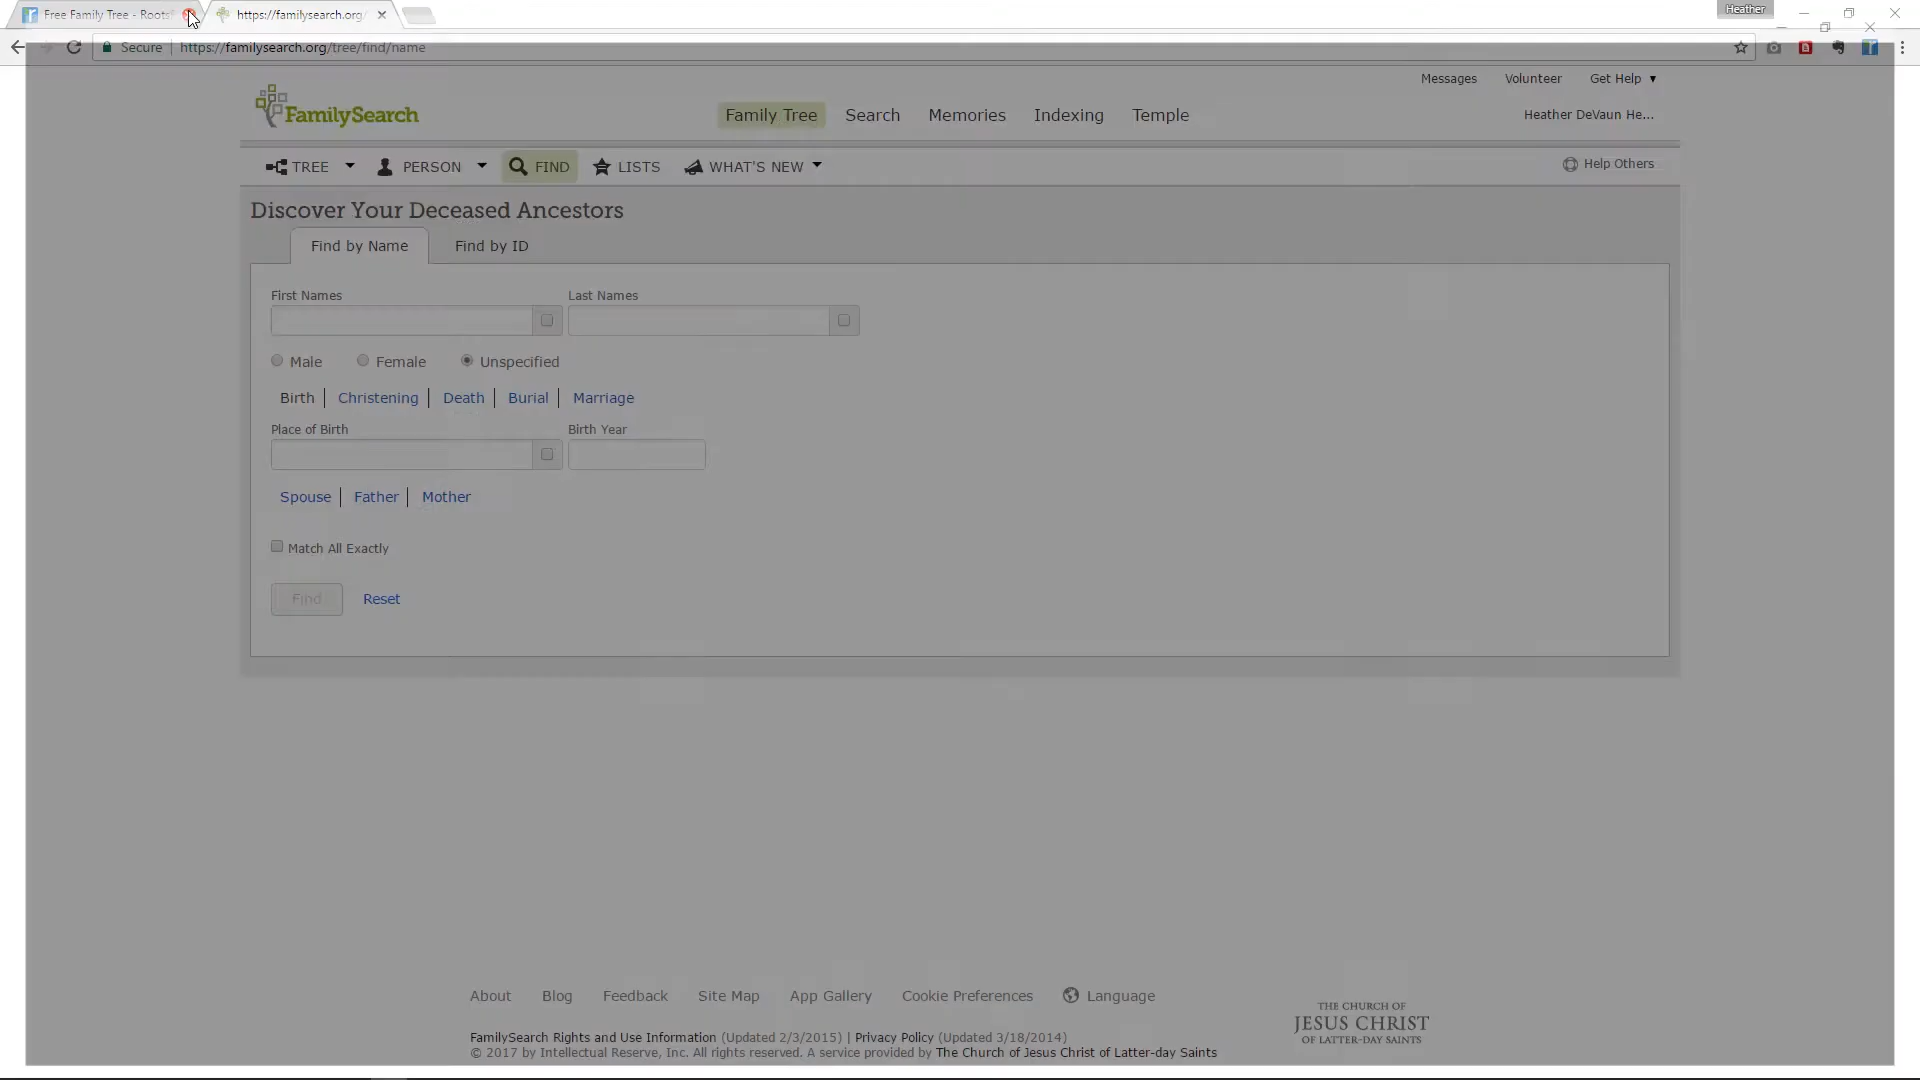 Free Family Tree - Roots
https://familysearch.org/
Heather
Secure
https://familysearch.org/tree/find/name
Messages
Volunteer
Get Help
FamilySearch
Family Tree
Search
Memories
Indexing
Temple
Heather DeVaun He...
TREE
PERSON
FIND
LISTS
WHAT'S NEW
Help Others
Discover Your Deceased Ancestors
Find by Name
Find by ID
First Names
Last Names
Male
Female
Unspecified
Birth
Christening
Death
Burial
Marriage
Place of Birth
Birth Year
Spouse
Father
Mother
Match All Exactly
Find
Reset
About
Blog
Feedback
Site Map
App Gallery
Cookie Preferences
Language
THE CHURCH OF
JESUS CHRIST
OF LATTER-DAY SAINTS
FamilySearch Rights and Use Information (Updated 2/3/2015) | Privacy Policy (Updated 3/18/2014)
© 2017 by Intellectual Reserve, Inc. All rights reserved. A service provided by The Church of Jesus Christ of Latter-day Saints